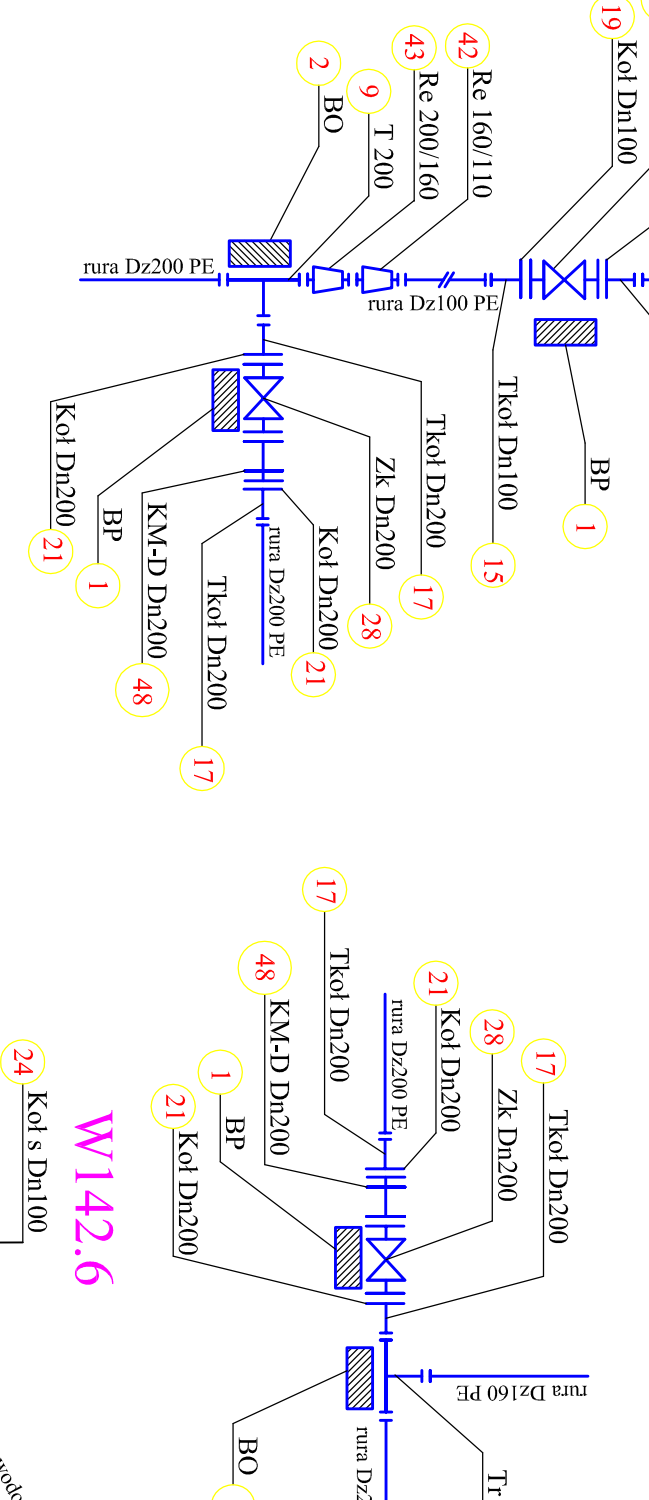 19
Koł Dn100
42
Re 160/110
43
Re 200/160
9
T 200
2
BO
rura Dz200 PE
rura Dz100 PE
BP
1
Tkoł Dn100
15
Tkoł Dn200
17
Zk Dn200
28
Koł Dn200
21
rura Dz200 PE
Tkoł Dn200
17
KM-D Dn200
48
BP
1
Koł Dn200
21
17
Tkoł Dn200
28
Zk Dn200
21
Koł Dn200
rura Dz200 PE
17
Tkoł Dn200
48
KM-D Dn200
1
BP
21
Koł Dn200
W142.6
24
Koł s Dn100
rura Dz160 PE
BO
rura